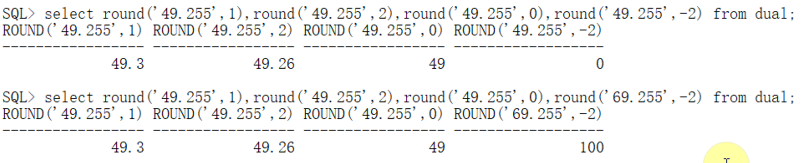 SQL> select round('49.255',1),round('49.255',2),round('49.255',0),round('49.255',-2) from dual;
ROUND('49.255',1) ROUND('49.255',2) ROUND('49.255',0) ROUND('49.255',-2)
----------------- ----------------- ----------------- ------------------
49.3 49.26 49 0
SQL> select round('49.255',1),round('49.255',2),round('49.255',0),round('69.255',-2) from dual;
ROUND('49.255',1) ROUND('49.255',2) ROUND('49.255',0) ROUND('69.255',-2)
----------------- ----------------- ----------------- ------------------
49.3 49.26 49 100